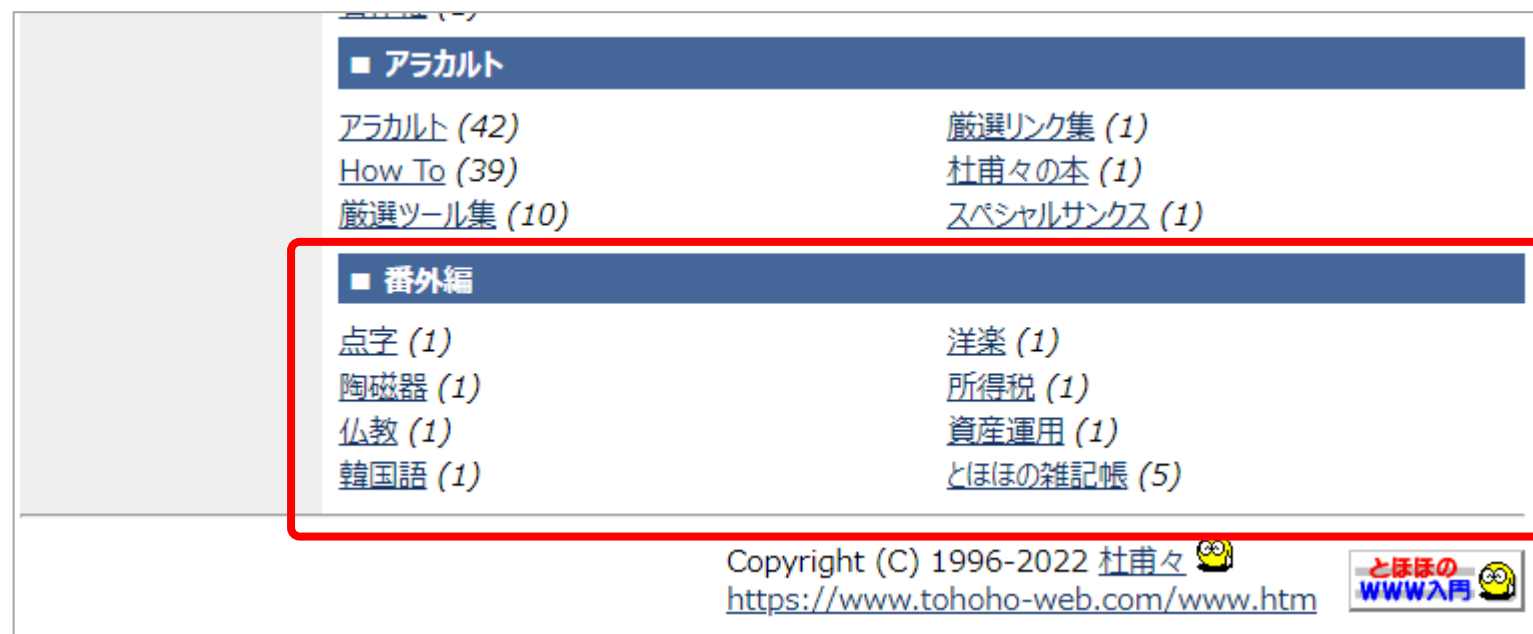 ■ アラカルト
アラカルト (42)
How To (39)
厳選ツール集 (10)
厳選リンク集 (1)
杜甫々の本 (1)
スペシャルサンクス (1)
■ 番外編
点字 (1)
陶磁器 (1)
仏教 (1)
韓国語 (1)
洋楽 (1)
所得税 (1)
資産運用 (1)
とほほの雑記帳 (5)
Copyright (C) 1996-2022 杜甫々
https://www.tohoho-web.com/www.htm
とほほの
WWW入門